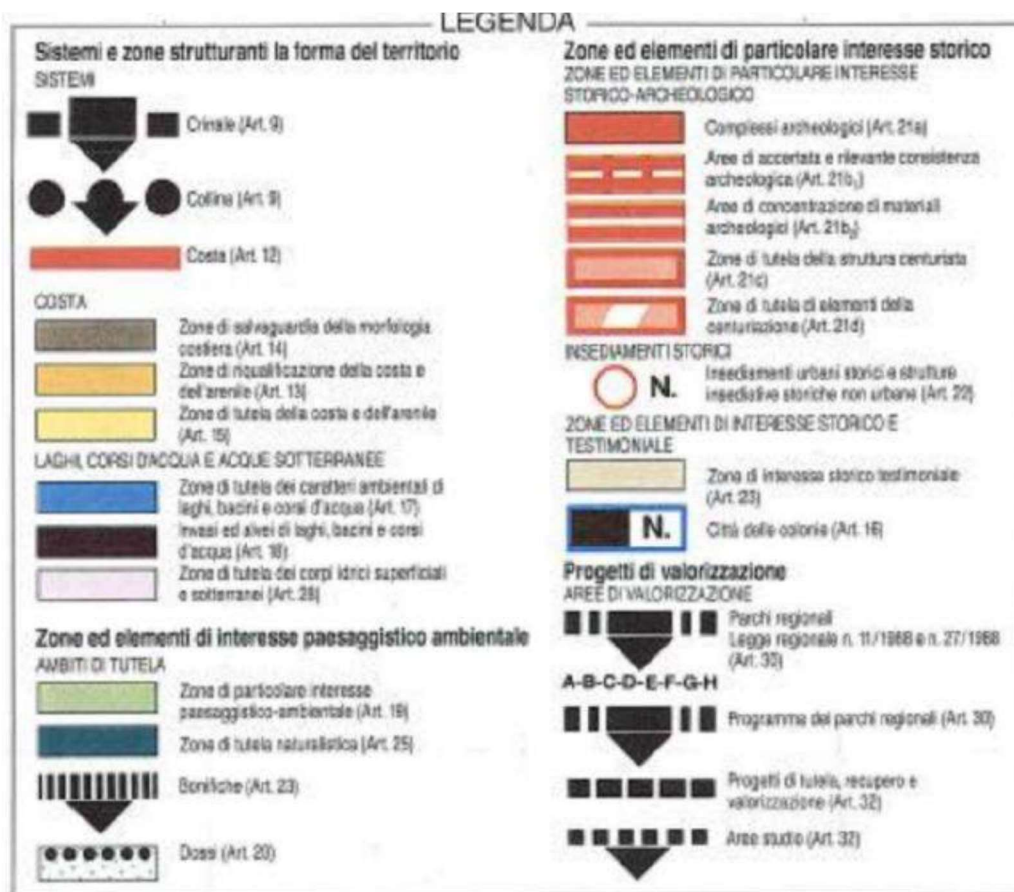 LEGENDA
Sistemi e zone strutturanti la forma del territorio
SISTEMI
Crinale (Art. 9)
Collina (Art. 9)
Costa (Art. 12)
COSTA
Zone di salvaguardia della morfologia
costiera (Art. 14)
Zone di riqualificazione della costa e
dell'arenile (Art. 13)
Zone di tutela della costa e dell'arenile
(Art. 15)
LAGHI, CORSI D'ACQUA E ACQUE SOTTERRANEE
Zone di tutela dei caratteri ambientali di
laghi, bacini e corsi d'acqua (Art. 17)
Invasi ed alvei di laghi, bacini e corsi
d'acqua (Art. 18)
Zone di tutela dei corpi idrici superficiali
e sotterranei (Art. 28)
Zone ed elementi di interesse paesaggistico ambientale
AMBITI DI TUTELA
Zone di particolare interesse
paesaggistico-ambientale (Art. 19)
Zone di tutela naturalistica (Art. 25)
Bonifiche (Art. 23)
Dossi (Art. 20)
Zone ed elementi di particolare interesse storico
ZONE ED ELEMENTI DI PARTICOLARE INTERESSE
STORICO-ARCHEOLOGICO
Complessi archeologici (Art. 21a)
Aree di accertata e rilevante consistenza
archeologica (Art. 21b₁)
Aree di concentrazione di materiali
archeologici (Art. 21b₂)
Zone di tutela della struttura centuriata
(Art. 21c)
Zone di tutela di elementi della
centuriazione (Art. 21d)
INSEDIAMENTI STORICI
N.
Insediamenti urbani storici e strutture
insediative storiche non urbane (Art. 22)
ZONE ED ELEMENTI DI INTERESSE STORICO E
TESTIMONIALE
Zone di interesse storico testimoniale
(Art. 23)
N.
Città delle colonie (Art. 16)
Progetti di valorizzazione
AREE DI VALORIZZAZIONE
Parchi regionali
Legge regionale n. 11/1988 e n. 27/1988
(Art. 30)
A-B-C-D-E-F-G-H
Programma dei parchi regionali (Art. 30)
Progetti di tutela, recupero e
valorizzazione (Art. 32)
Aree studio (Art. 32)